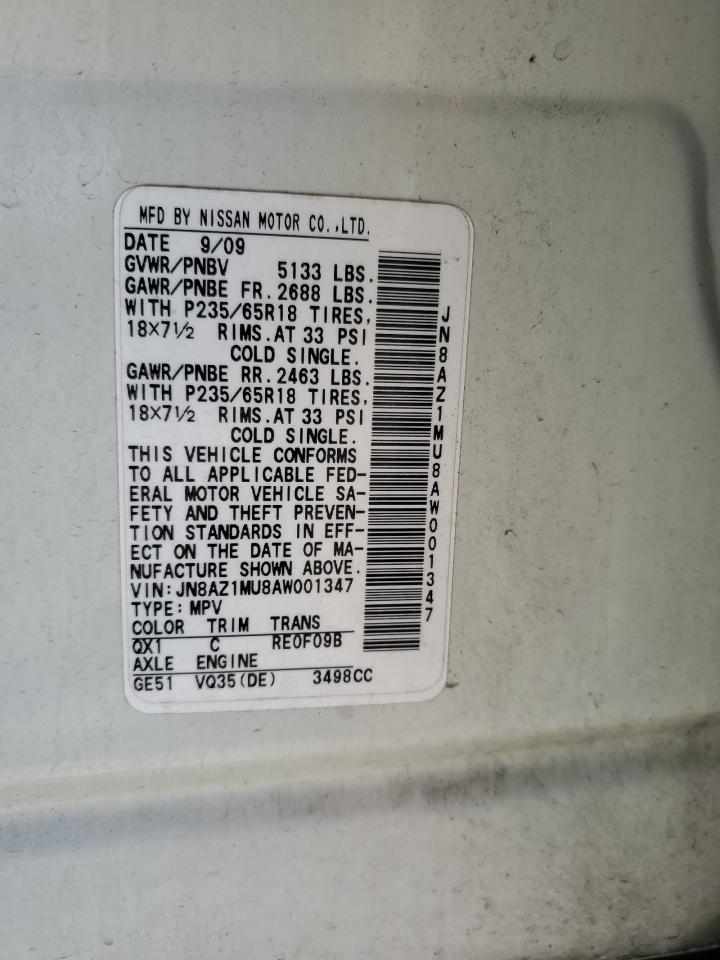 MFD BY NISSAN MOTOR CO.,LTD.
DATE 9/09
GVWR/PNBV 5133 LBS.
GAWR/PNBE FR. 2688 LBS.
WITH P235/65R18 TIRES,
18×7½ RIMS. AT 33 PSI
COLD SINGLE.
GAWR/PNBE RR. 2463 LBS.
WITH P235/65R18 TIRES,
18×7½ RIMS. AT 33 PSI
COLD SINGLE.
THIS VEHICLE CONFORMS
TO ALL APPLICABLE FED-
ERAL MOTOR VEHICLE SA-
FETY AND THEFT PREVEN-
TION STANDARDS IN EFF-
ECT ON THE DATE OF MA-
NUFACTURE SHOWN ABOVE.
VIN: JN8AZ1MU8AW001347
TYPE: MPV
COLOR TRIM TRANS
QX1 C RE0F09B
AXLE ENGINE
GE51 VQ35(DE) 3498CC
JN8AZ1MU8AW001347